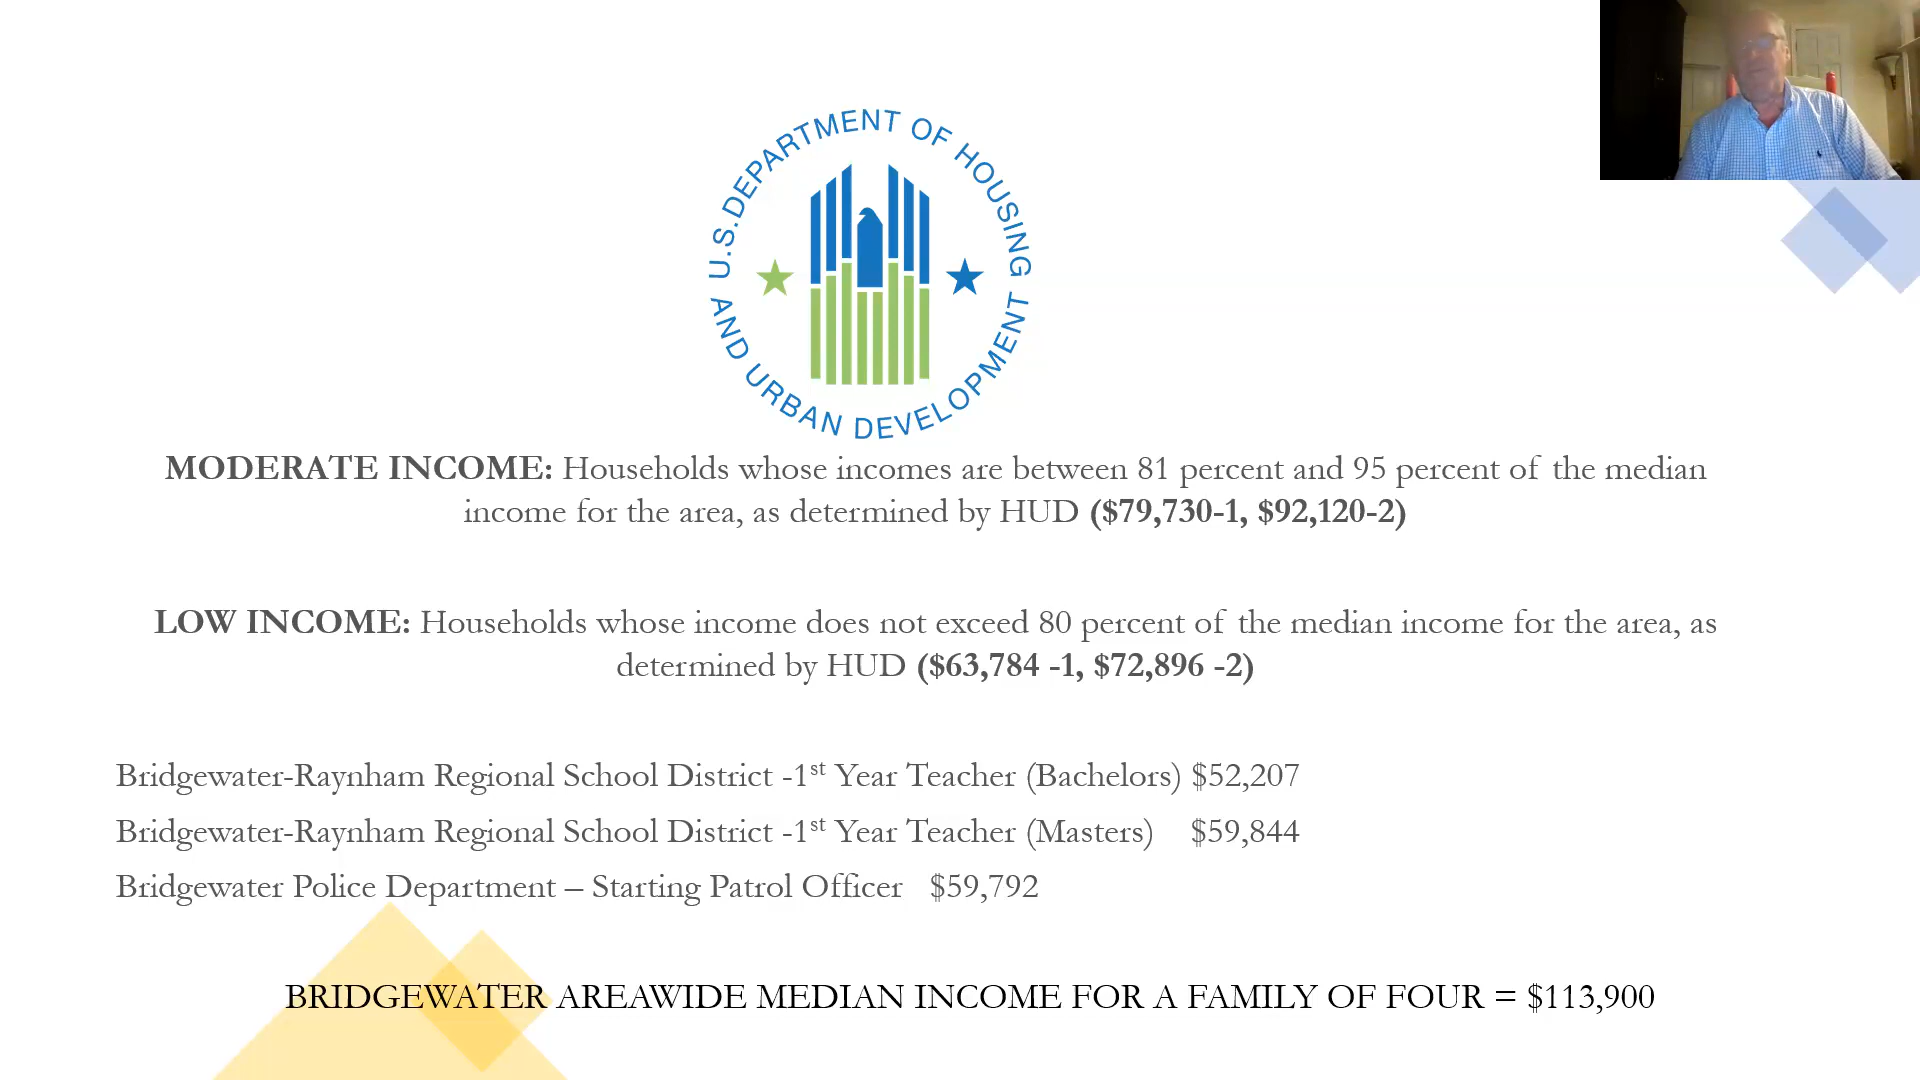 U.S. DEPARTMENT OF HOUSING
AND URBAN DEVELOPMENT
MODERATE INCOME: Households whose incomes are between 81 percent and 95 percent of the median
income for the area, as determined by HUD ($79,730-1, $92,120-2)
LOW INCOME: Households whose income does not exceed 80 percent of the median income for the area, as
determined by HUD ($63,784 -1, $72,896 -2)
Bridgewater-Raynham Regional School District -1st Year Teacher (Bachelors) $52,207
Bridgewater-Raynham Regional School District -1st Year Teacher (Masters) $59,844
Bridgewater Police Department – Starting Patrol Officer $59,792
BRIDGEWATER AREAWIDE MEDIAN INCOME FOR A FAMILY OF FOUR = $113,900